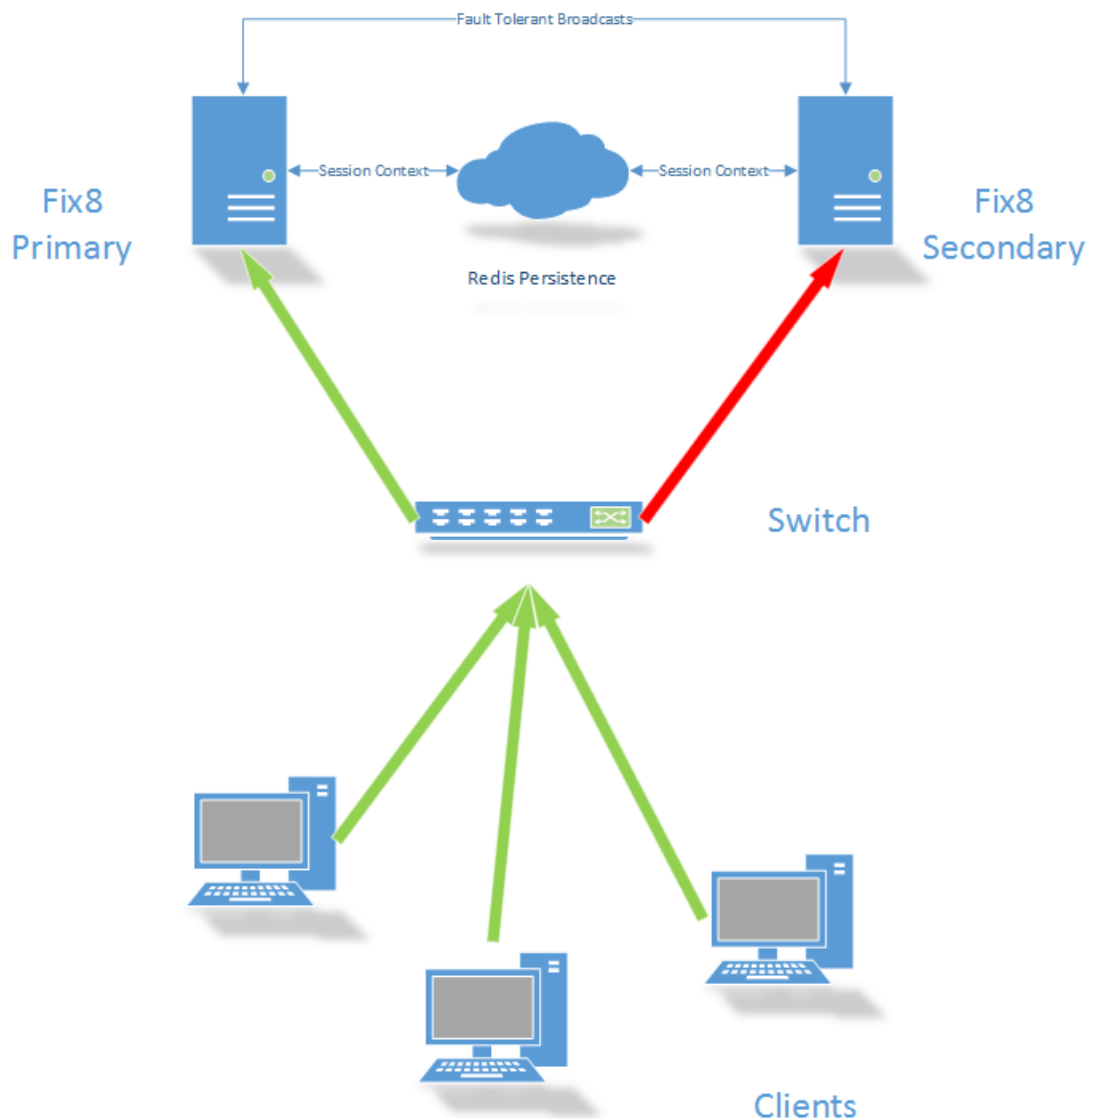 Fault Tolerant Broadcasts
Session Context
Session Context
Fix8
Primary
Fix8
Secondary
Redis Persistence
Switch
Clients